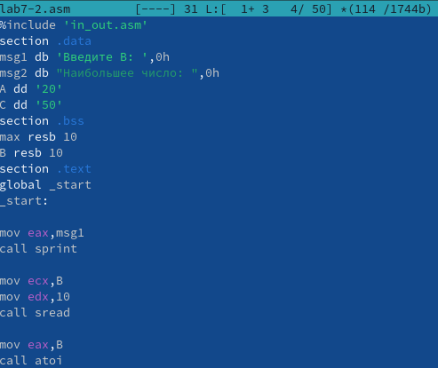 lab7-2.asm [----] 31 L:[ 1+ 3 4/ 50] *(114 /1744b)
%include 'in_out.asm'
section .data
msg1 db 'Введите B: ',0h
msg2 db "Наибольшее число: ",0h
A dd '20'
C dd '50'
section .bss
max resb 10
B resb 10
section .text
global _start
_start:
mov eax,msg1
call sprint
mov ecx,B
mov edx,10
call sread
mov eax,B
call atoi